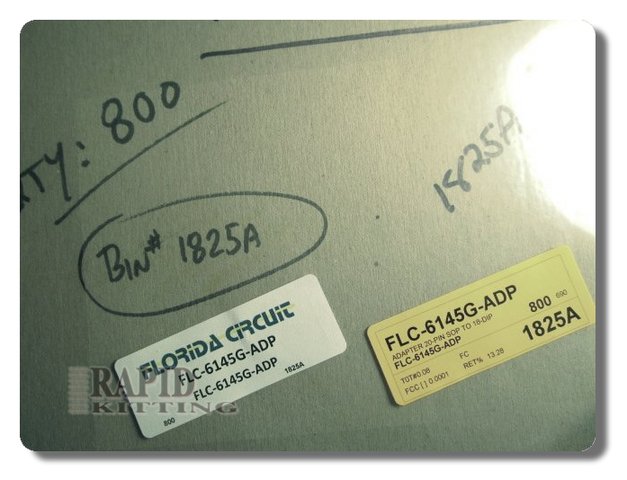 QTY: 800
1825A
BIN# 1825A
FLORIDA CIRCUIT
FLC-6145G-ADP
FLC-6145G-ADP
1825A
800
FLC-6145G-ADP
ADAPTER 20-PIN SOP TO 18-DIP
800 690
FLC-6145G-ADP
1825A
TOT#0.08 FC RET% 13.28
FCC [ ] 0.0001
RAPID
KITTING